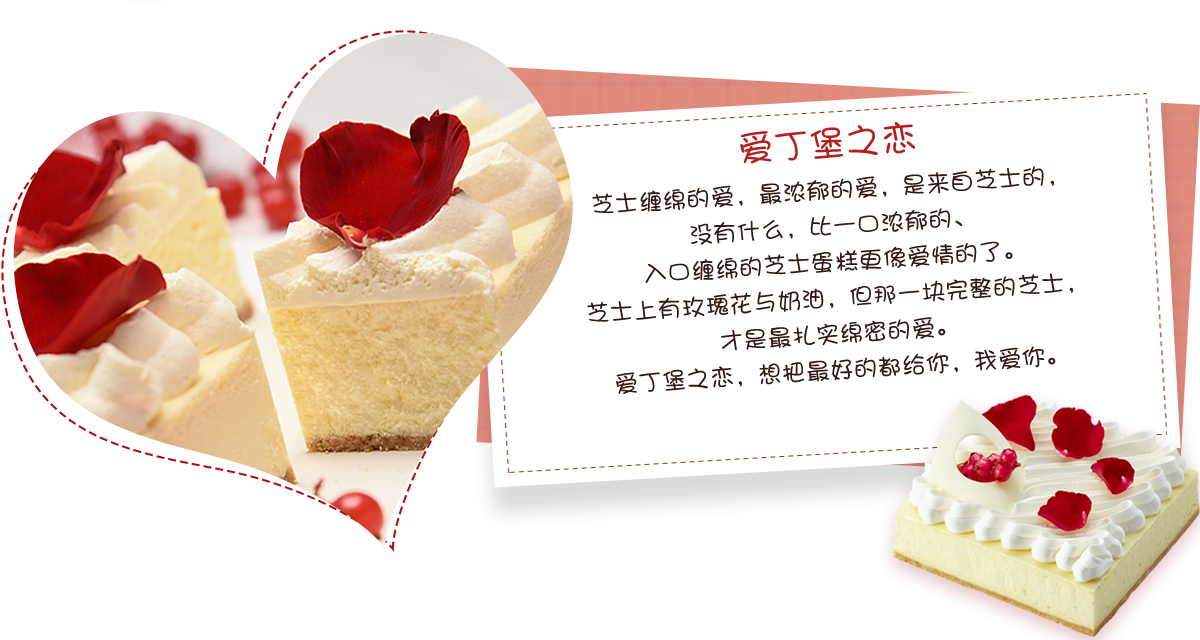 爱丁堡之恋
芝士缠绵的爱，最浓郁的爱，是来自芝士的，
没有什么，比一口浓郁的、
入口缠绵的芝士蛋糕更像爱情的了。
芝士上有玫瑰花与奶油，但那一块完整的芝士，
才是最扎实绵密的爱。
爱丁堡之恋，想把最好的都给你，我爱你。